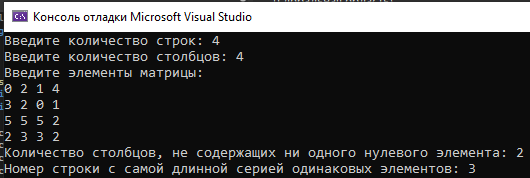 Консоль отладки Microsoft Visual Studio
Введите количество строк: 4
Введите количество столбцов: 4
Введите элементы матрицы:
0 2 1 4
3 2 0 1
5 5 5 2
2 3 3 2
Количество столбцов, не содержащих ни одного нулевого элемента: 2
Номер строки с самой длинной серией одинаковых элементов: 3